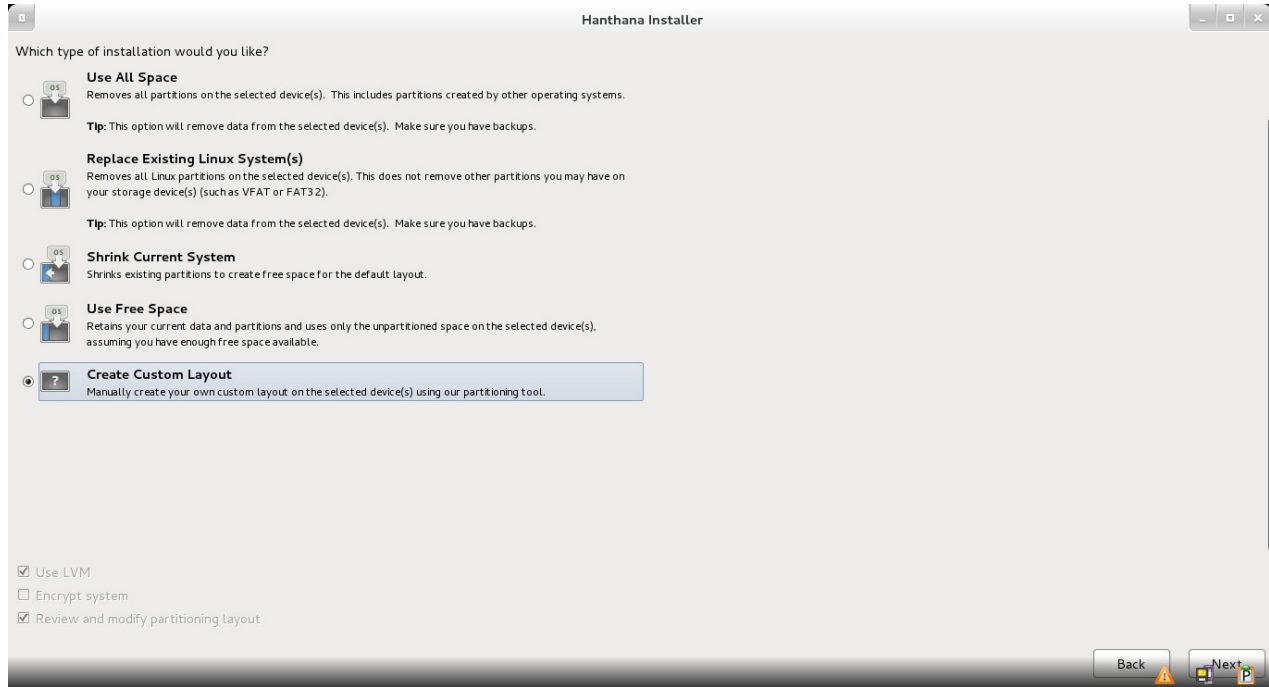 Hanthana Installer
Which type of installation would you like?
Use All Space
Removes all partitions on the selected device(s). This includes partitions created by other operating systems.
Tip: This option will remove data from the selected device(s). Make sure you have backups.
Replace Existing Linux System(s)
Removes all Linux partitions on the selected device(s). This does not remove other partitions you may have on
your storage device(s) (such as VFAT or FAT32).
Tip: This option will remove data from the selected device(s). Make sure you have backups.
Shrink Current System
Shrinks existing partitions to create free space for the default layout.
Use Free Space
Retains your current data and partitions and uses only the unpartitioned space on the selected device(s),
assuming you have enough free space available.
Create Custom Layout
Manually create your own custom layout on the selected device(s) using our partitioning tool.
Use LVM
Encrypt system
Review and modify partitioning layout
Back
Next